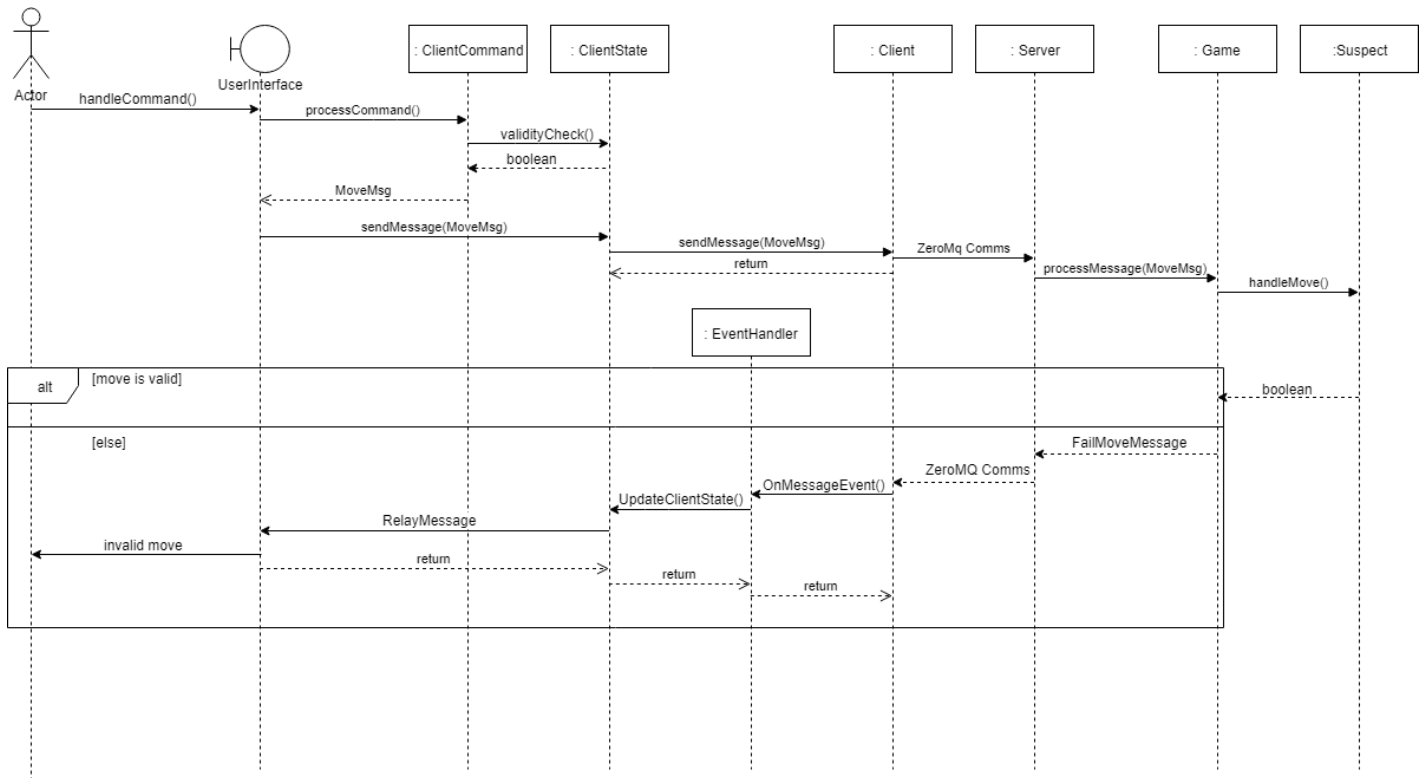 : ClientCommand
: ClientState
: Client
: Server
: Game
:Suspect
UserInterface
Actor
handleCommand()
processCommand()
validityCheck()
boolean
MoveMsg
sendMessage(MoveMsg)
sendMessage(MoveMsg)
ZeroMq Comms
return
processMessage(MoveMsg)
handleMove()
: EventHandler
alt
[move is valid]
boolean
[else]
FailMoveMessage
ZeroMQ Comms
OnMessageEvent()
UpdateClientState()
RelayMessage
invalid move
return
return
return